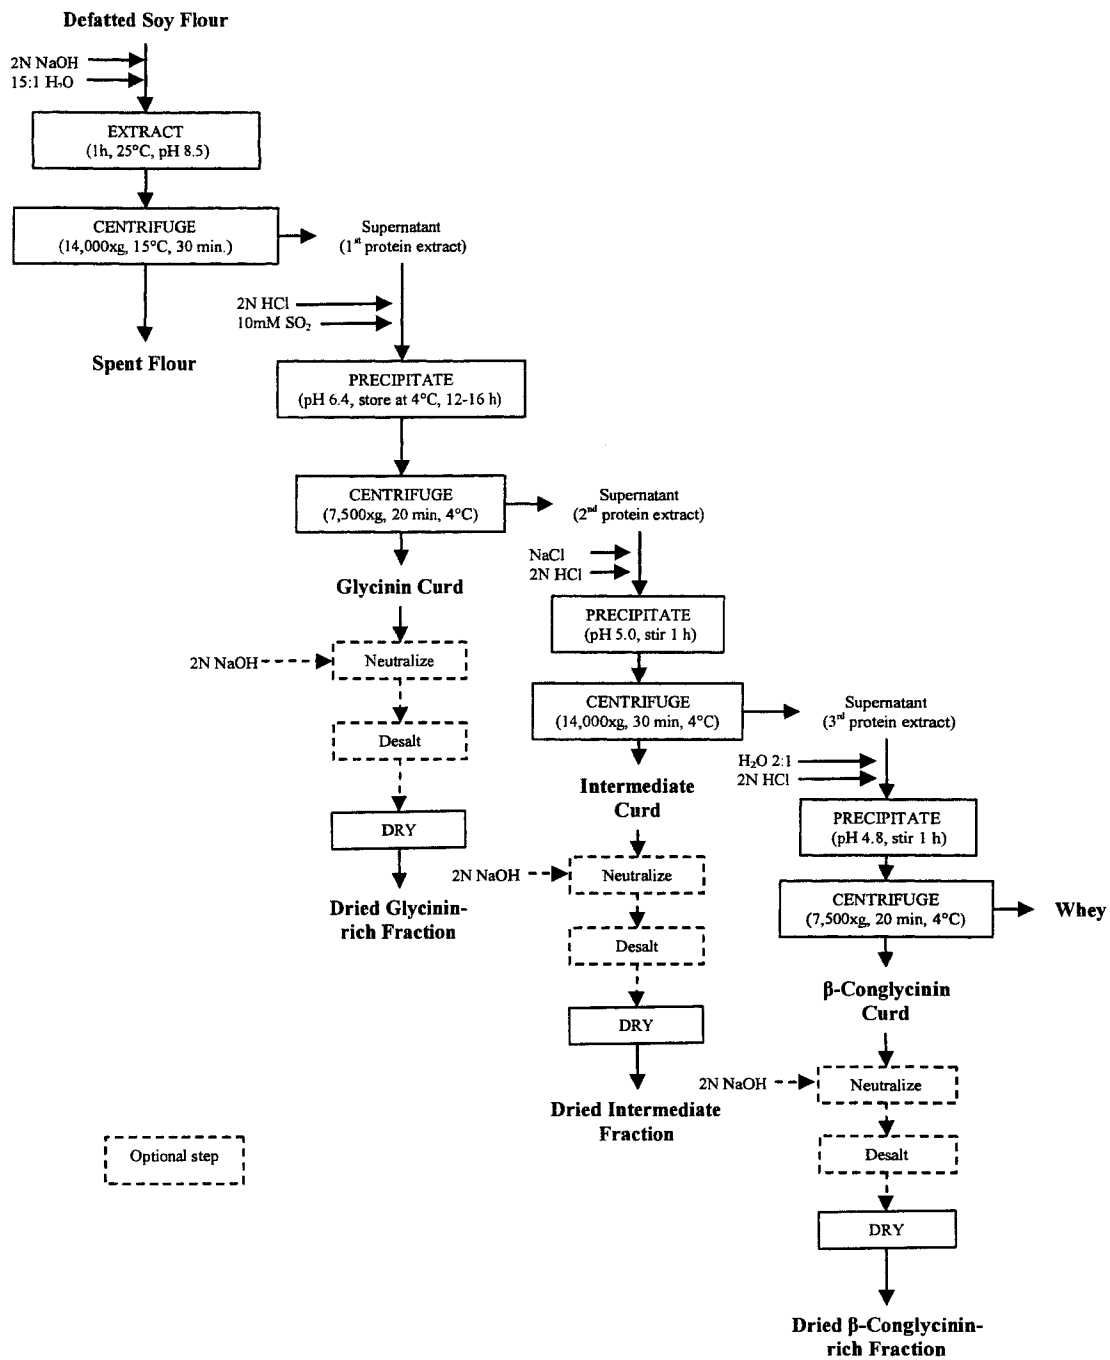 Defatted Soy Flour
2N NaOH
15:1 H₂O
EXTRACT
(1h, 25°C, pH 8.5)
CENTRIFUGE
(14,000xg, 15°C, 30 min.)
Supernatant
(1st protein extract)
Spent Flour
2N HCl
10mM SO₂
PRECIPITATE
(pH 6.4, store at 4°C, 12-16 h)
CENTRIFUGE
(7,500xg, 20 min, 4°C)
Supernatant
(2nd protein extract)
Glycinin Curd
2N NaOH
Neutralize
Desalt
DRY
Dried Glycinin-
rich Fraction
NaCl
2N HCl
PRECIPITATE
(pH 5.0, stir 1 h)
CENTRIFUGE
(14,000xg, 30 min, 4°C)
Supernatant
(3rd protein extract)
Intermediate
Curd
2N NaOH
Neutralize
Desalt
DRY
Dried Intermediate
Fraction
H₂O 2:1
2N HCl
PRECIPITATE
(pH 4.8, stir 1 h)
CENTRIFUGE
(7,500xg, 20 min, 4°C)
Whey
β-Conglycinin
Curd
2N NaOH
Neutralize
Desalt
DRY
Dried β-Conglycinin-
rich Fraction
Optional step